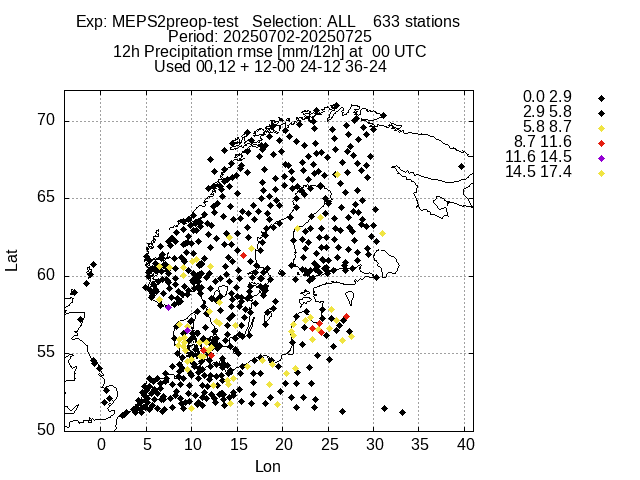 Exp: MEPS2preop-test   Selection: ALL    633 stations
Period: 20250702-20250725
12h Precipitation rmse [mm/12h] at  00 UTC
Used 00,12 + 12-00 24-12 36-24
0.0 2.9
2.9 5.8
5.8 8.7
8.7 11.6
11.6 14.5
14.5 17.4
70
65
60
55
50
Lat
0 5 10 15 20 25 30 35 40
Lon